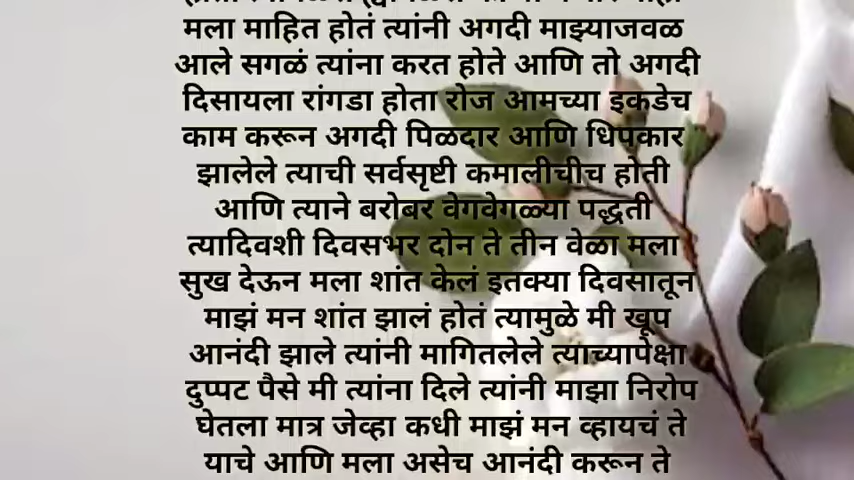 मला माहित होतं त्यांनी अगदी माझ्याजवळ
आले सगळं त्यांना करत होते आणि तो अगदी
दिसायला रांगडा होता रोज आमच्या इकडेच
काम करून अगदी पिळदार आणि धिपकार
झालेले त्याची सर्वसृष्टी कमालीचीच होती
आणि त्याने बरोबर वेगवेगळ्या पद्धती
त्यादिवशी दिवसभर दोन ते तीन वेळा मला
सुख देऊन मला शांत केलं इतक्या दिवसातून
माझं मन शांत झालं होतं त्यामुळे मी खूप
आनंदी झाले त्यांनी मागितलेले त्याच्यापेक्षा
दुप्पट पैसे मी त्यांना दिले त्यांनी माझा निरोप
घेतला मात्र जेव्हा कधी माझं मन व्हायचं ते
याचे आणि मला असेच आनंदी करून ते